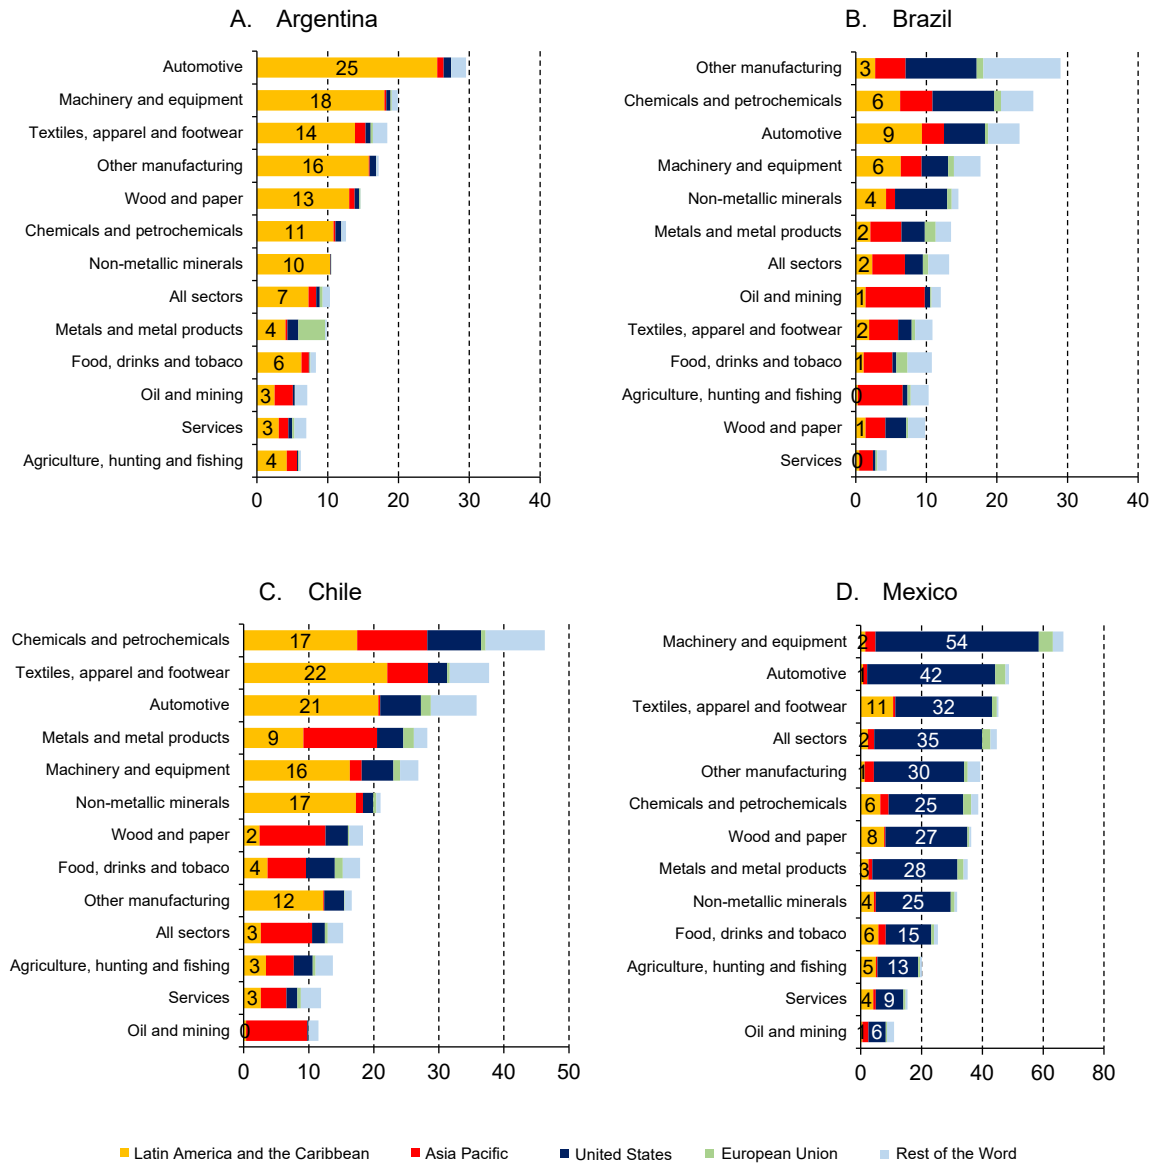 A. Argentina
Automotive 25
Machinery and equipment 18
Textiles, apparel and footwear 14
Other manufacturing 16
Wood and paper 13
Chemicals and petrochemicals 11
Non-metallic minerals 10
All sectors 7
Metals and metal products 4
Food, drinks and tobaco 6
Oil and mining 3
Services 3
Agriculture, hunting and fishing 4
0 10 20 30 40
B. Brazil
Other manufacturing 3
Chemicals and petrochemicals 6
Automotive 9
Machinery and equipment 6
Non-metallic minerals 4
Metals and metal products 2
All sectors 2
Oil and mining 1
Textiles, apparel and footwear 2
Food, drinks and tobaco 1
Agriculture, hunting and fishing 0
Wood and paper 1
Services 0
0 10 20 30 40
C. Chile
Chemicals and petrochemicals 17
Textiles, apparel and footwear 22
Automotive 21
Metals and metal products 9
Machinery and equipment 16
Non-metallic minerals 17
Wood and paper 2
Food, drinks and tobaco 4
Other manufacturing 12
All sectors 3
Agriculture, hunting and fishing 3
Services 3
Oil and mining 0
0 10 20 30 40 50
D. Mexico
Machinery and equipment 2 54
Automotive 1 42
Textiles, apparel and footwear 11 32
All sectors 2 35
Other manufacturing 1 30
Chemicals and petrochemicals 6 25
Wood and paper 8 27
Metals and metal products 3 28
Non-metallic minerals 4 25
Food, drinks and tobaco 6 15
Agriculture, hunting and fishing 5 13
Services 4 9
Oil and mining 1 6
0 20 40 60 80
Latin America and the Caribbean Asia Pacific United States European Union Rest of the Word